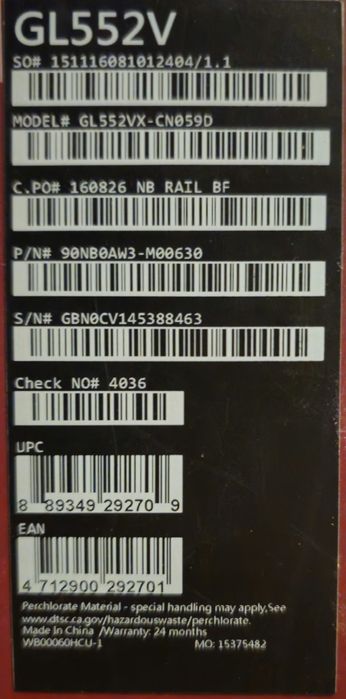 GL552V
SO# 151116081012404/1.1
MODEL# GL552VX-CN059D
C.PO# 160826 NB RAIL BF
P/N# 90NB0AW3-M00630
S/N# GBN0CV145388463
Check NO# 4036
UPC
8 89349 29270 9
EAN
4 712900 292701
Perchlorate Material - special handling may apply,See
www.dtsc.ca.gov/hazardouswaste/perchlorate.
Made In China /Warranty: 24 months
WB00060HCU-1 MO: 15375482